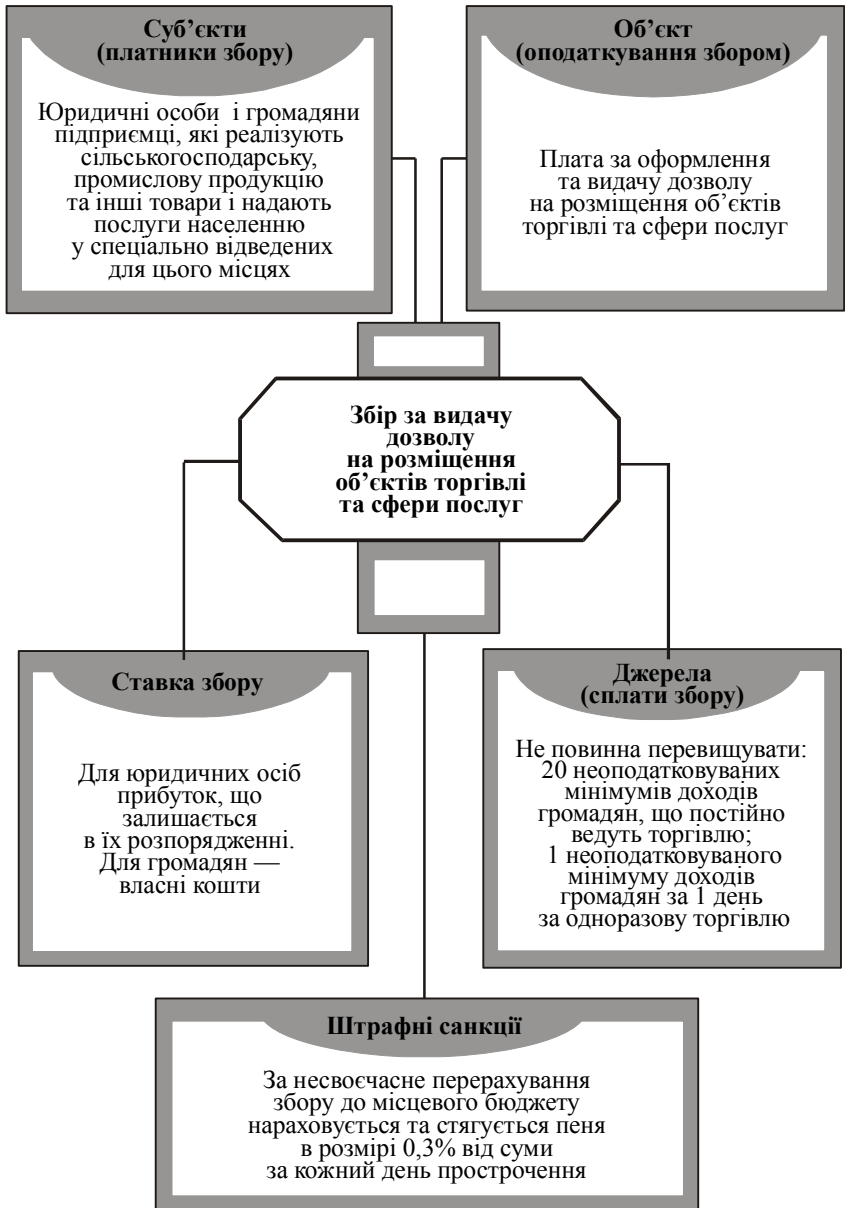 Суб’єкти
(платники збору)
Юридичні особи і громадяни
підприємці, які реалізують
сільськогосподарську,
промислову продукцію
та інші товари і надають
послуги населенню
у спеціально відведених
для цього місцях
Об’єкт
(оподаткування збором)
Плата за оформлення
та видачу дозволу
на розміщення об’єктів
торгівлі та сфери послуг
Збір за видачу
дозволу
на розміщення
об’єктів торгівлі
та сфери послуг
Ставка збору
Для юридичних осіб
прибуток, що
залишається
в їх розпорядженні.
Для громадян —
власні кошти
Джерела
(сплати збору)
Не повинна перевищувати:
20 неоподатковуваних
мінімумів доходів
громадян, що постійно
ведуть торгівлю;
1 неоподатковуваного
мінімуму доходів
громадян за 1 день
за одноразову торгівлю
Штрафні санкції
За несвоєчасне перерахування
збору до місцевого бюджету
нараховується та стягується пеня
в розмірі 0,3% від суми
за кожний день прострочення